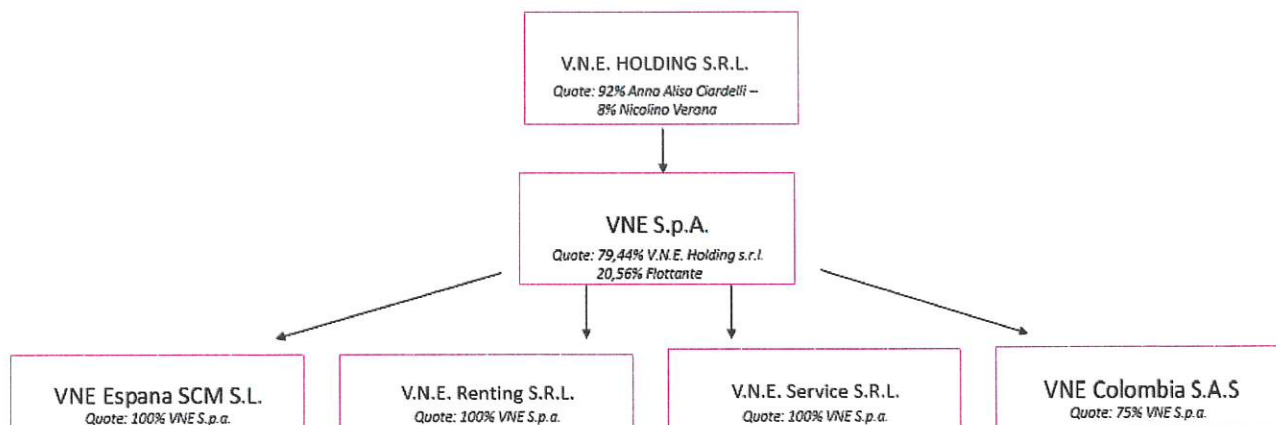 V.N.E. HOLDING S.R.L.
Quote: 92% Anna Alisa Ciardelli –
8% Nicolino Verona
VNE S.p.A.
Quote: 79,44% V.N.E. Holding s.r.l.
20,56% Flottante
VNE Espana SCM S.L.
Quote: 100% VNE S.p.a.
V.N.E. Renting S.R.L.
Quote: 100% VNE S.p.a.
V.N.E. Service S.R.L.
Quote: 100% VNE S.p.a.
VNE Colombia S.A.S
Quote: 75% VNE S.p.a.